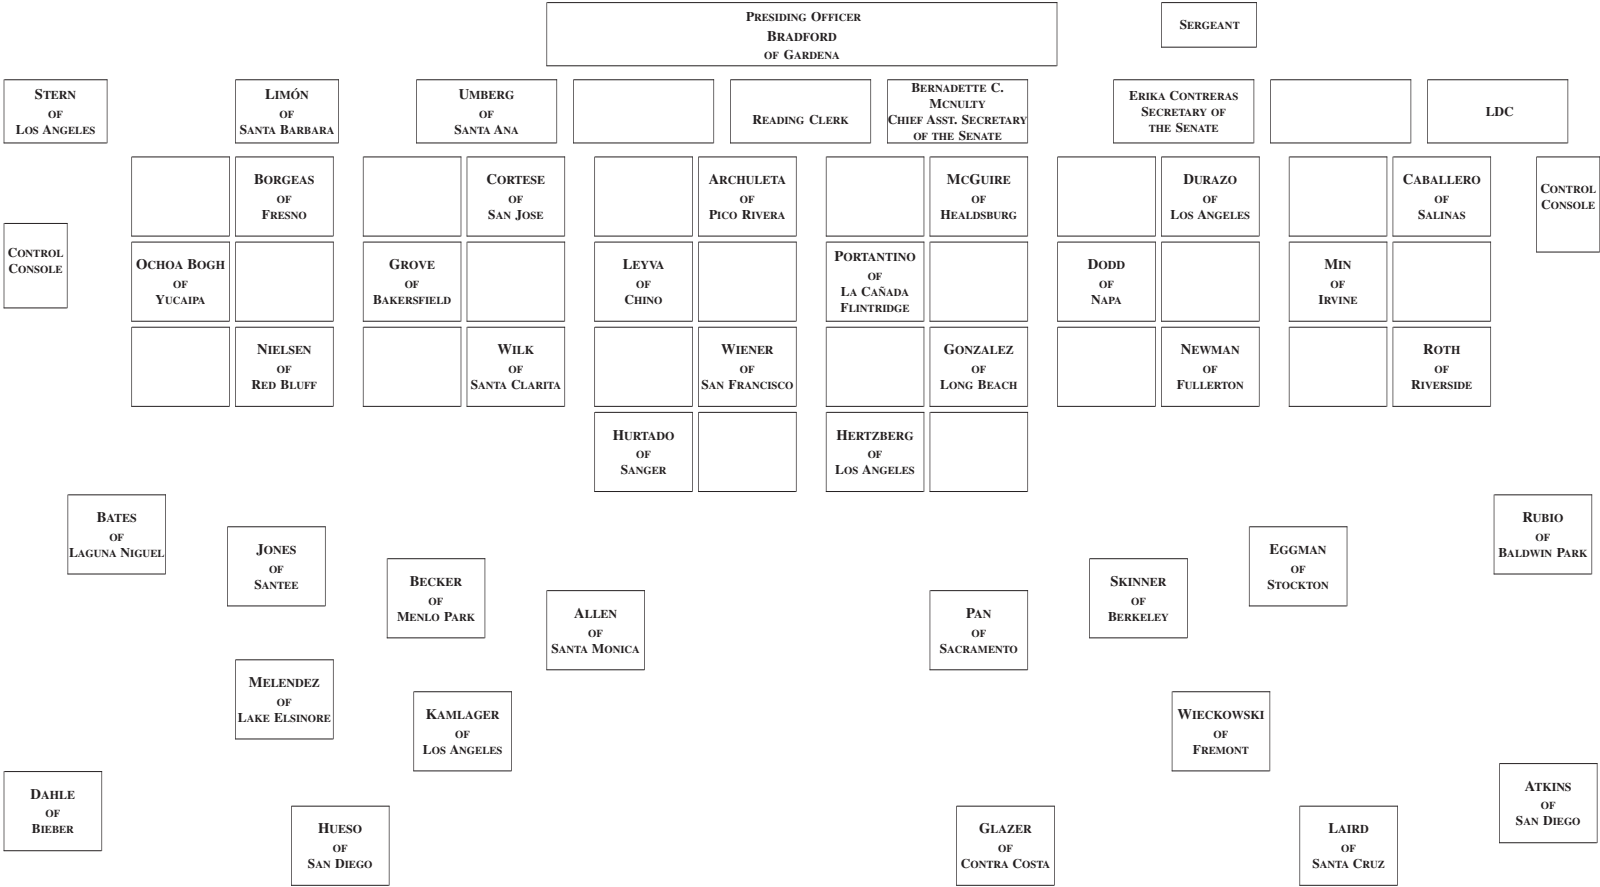 PRESIDING OFFICER
BRADFORD
OF GARDENA
SERGEANT
STERN
OF
LOS ANGELES
LIMÓN
OF
SANTA BARBARA
UMBERG
OF
SANTA ANA
READING CLERK
BERNADETTE C.
MCNULTY
CHIEF ASST. SECRETARY
OF THE SENATE
ERIKA CONTRERAS
SECRETARY OF
THE SENATE
LDC
BORGEAS
OF
FRESNO
CORTESE
OF
SAN JOSE
ARCHULETA
OF
PICO RIVERA
MCGUIRE
OF
HEALDSBURG
DURAZO
OF
LOS ANGELES
CABALLERO
OF
SALINAS
CONTROL
CONSOLE
CONTROL
CONSOLE
OCHOA BOGH
OF
YUCAIPA
GROVE
OF
BAKERSFIELD
LEYVA
OF
CHINO
PORTANTINO
OF
LA CAÑADA
FLINTRIDGE
DODD
OF
NAPA
MIN
OF
IRVINE
NIELSEN
OF
RED BLUFF
WILK
OF
SANTA CLARITA
WIENER
OF
SAN FRANCISCO
GONZALEZ
OF
LONG BEACH
NEWMAN
OF
FULLERTON
ROTH
OF
RIVERSIDE
HURTADO
OF
SANGER
HERTZBERG
OF
LOS ANGELES
BATES
OF
LAGUNA NIGUEL
JONES
OF
SANTEE
BECKER
OF
MENLO PARK
ALLEN
OF
SANTA MONICA
PAN
OF
SACRAMENTO
SKINNER
OF
BERKELEY
EGGMAN
OF
STOCKTON
RUBIO
OF
BALDWIN PARK
MELENDEZ
OF
LAKE ELSINORE
KAMLAGER
OF
LOS ANGELES
WIECKOWSKI
OF
FREMONT
DAHLE
OF
BIEBER
HUESO
OF
SAN DIEGO
GLAZER
OF
CONTRA COSTA
LAIRD
OF
SANTA CRUZ
ATKINS
OF
SAN DIEGO